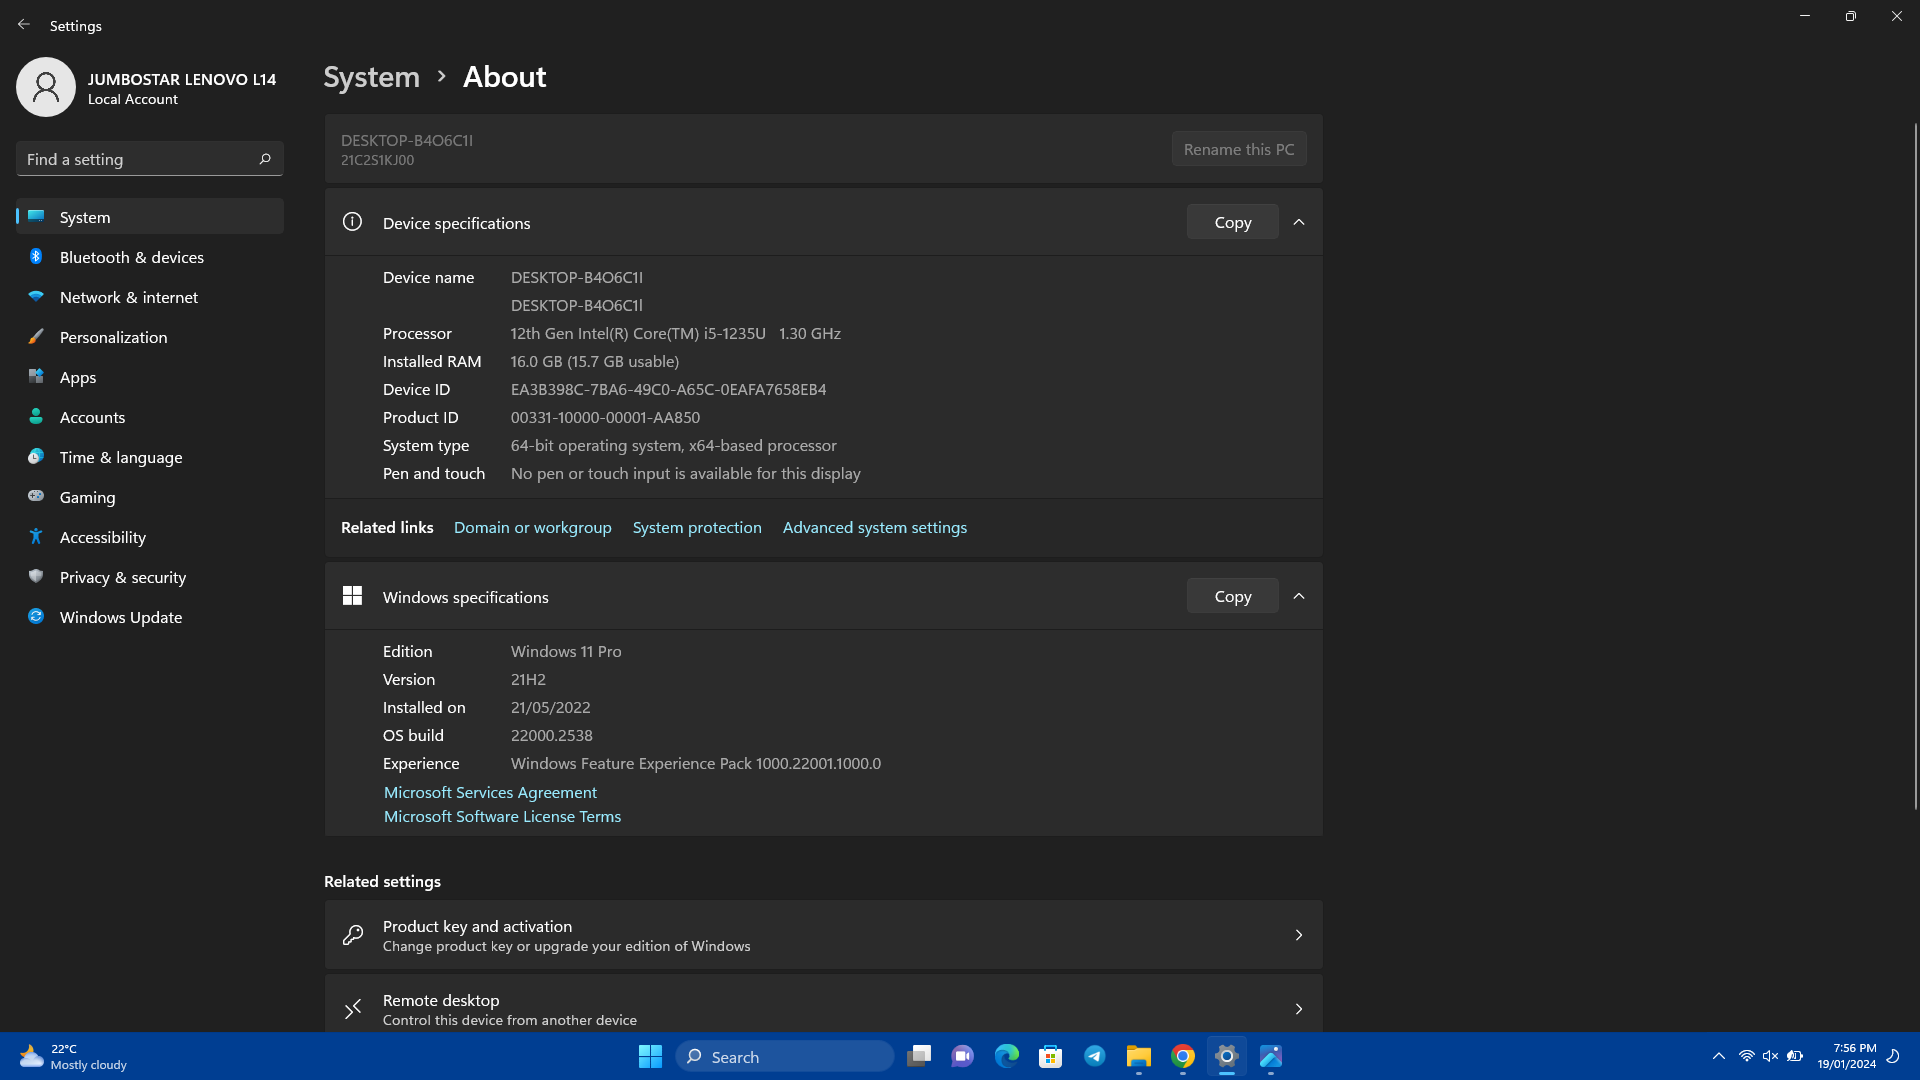 Settings
JUMBOSTAR LENOVO L14
Local Account
Find a setting
System
Bluetooth & devices
Network & internet
Personalization
Apps
Accounts
Time & language
Gaming
Accessibility
Privacy & security
Windows Update
System › About
DESKTOP-B4O6C1I
21C2S1KJ00
Rename this PC
Device specifications
Copy
Device name DESKTOP-B4O6C1I
DESKTOP-B4O6C1l
Processor 12th Gen Intel(R) Core(TM) i5-1235U 1.30 GHz
Installed RAM 16.0 GB (15.7 GB usable)
Device ID EA3B398C-7BA6-49C0-A65C-0EAFA7658EB4
Product ID 00331-10000-00001-AA850
System type 64-bit operating system, x64-based processor
Pen and touch No pen or touch input is available for this display
Related links Domain or workgroup System protection Advanced system settings
Windows specifications
Copy
Edition Windows 11 Pro
Version 21H2
Installed on 21/05/2022
OS build 22000.2538
Experience Windows Feature Experience Pack 1000.22001.1000.0
Microsoft Services Agreement
Microsoft Software License Terms
Related settings
Product key and activation
Change product key or upgrade your edition of Windows
Remote desktop
Control this device from another device
22°C
Mostly cloudy
Search
7:56 PM
19/01/2024